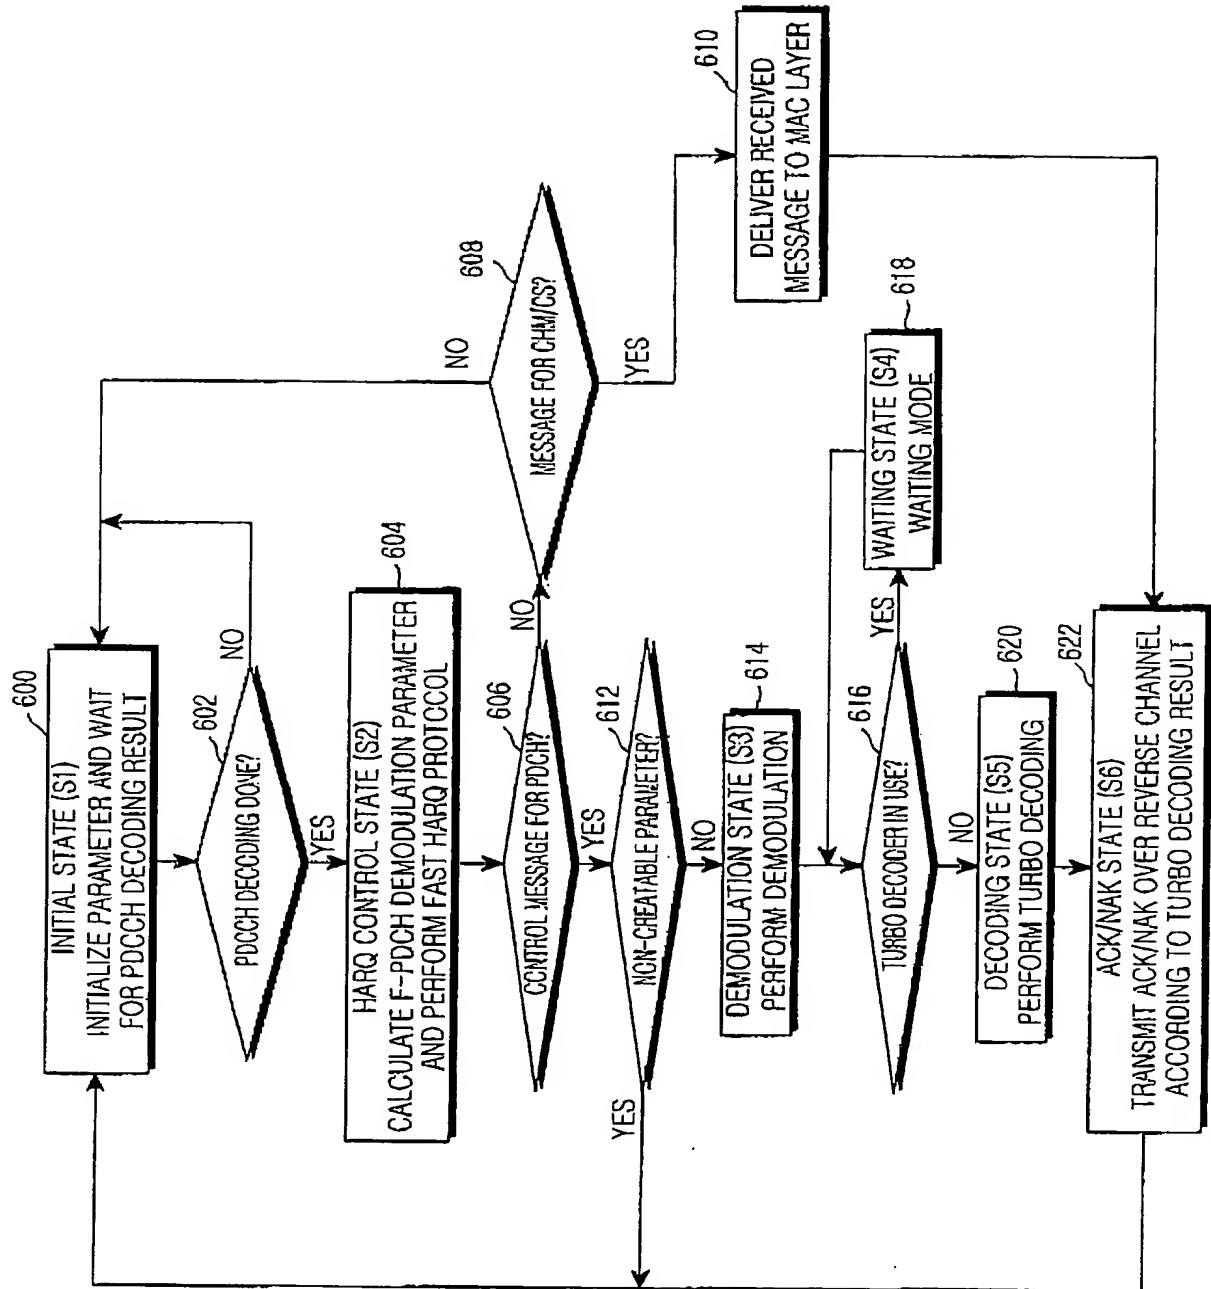 600
INITIAL STATE (S1)
INITIALIZE PARAMETER AND WAIT
FOR PDCCH DECODING RESULT
602
PDCCH DECODING DONE?
NO
YES
604
HARQ CONTROL STATE (S2)
CALCULATE F-PDCH DEMODULATION PARAMETER
AND PERFORM FAST HARQ PROTOCOL
606
CONTROL MESSAGE FOR PDCH?
NO
YES
608
MESSAGE FOR CHM/CS?
NO
YES
610
DELIVER RECEIVED
MESSAGE TO MAC LAYER
612
NON-CREATABLE PARAMETER?
YES
NO
614
DEMODULATION STATE (S3)
PERFORM DEMODULATION
616
TURBO DECODER IN USE?
YES
NO
618
WAITING STATE (S4)
WAITING MODE
620
DECODING STATE (S5)
PERFORM TURBO DECODING
622
ACK/NAK STATE (S6)
TRANSMIT ACK/NAK OVER REVERSE CHANNEL
ACCORDING TO TURBO DECODING RESULT